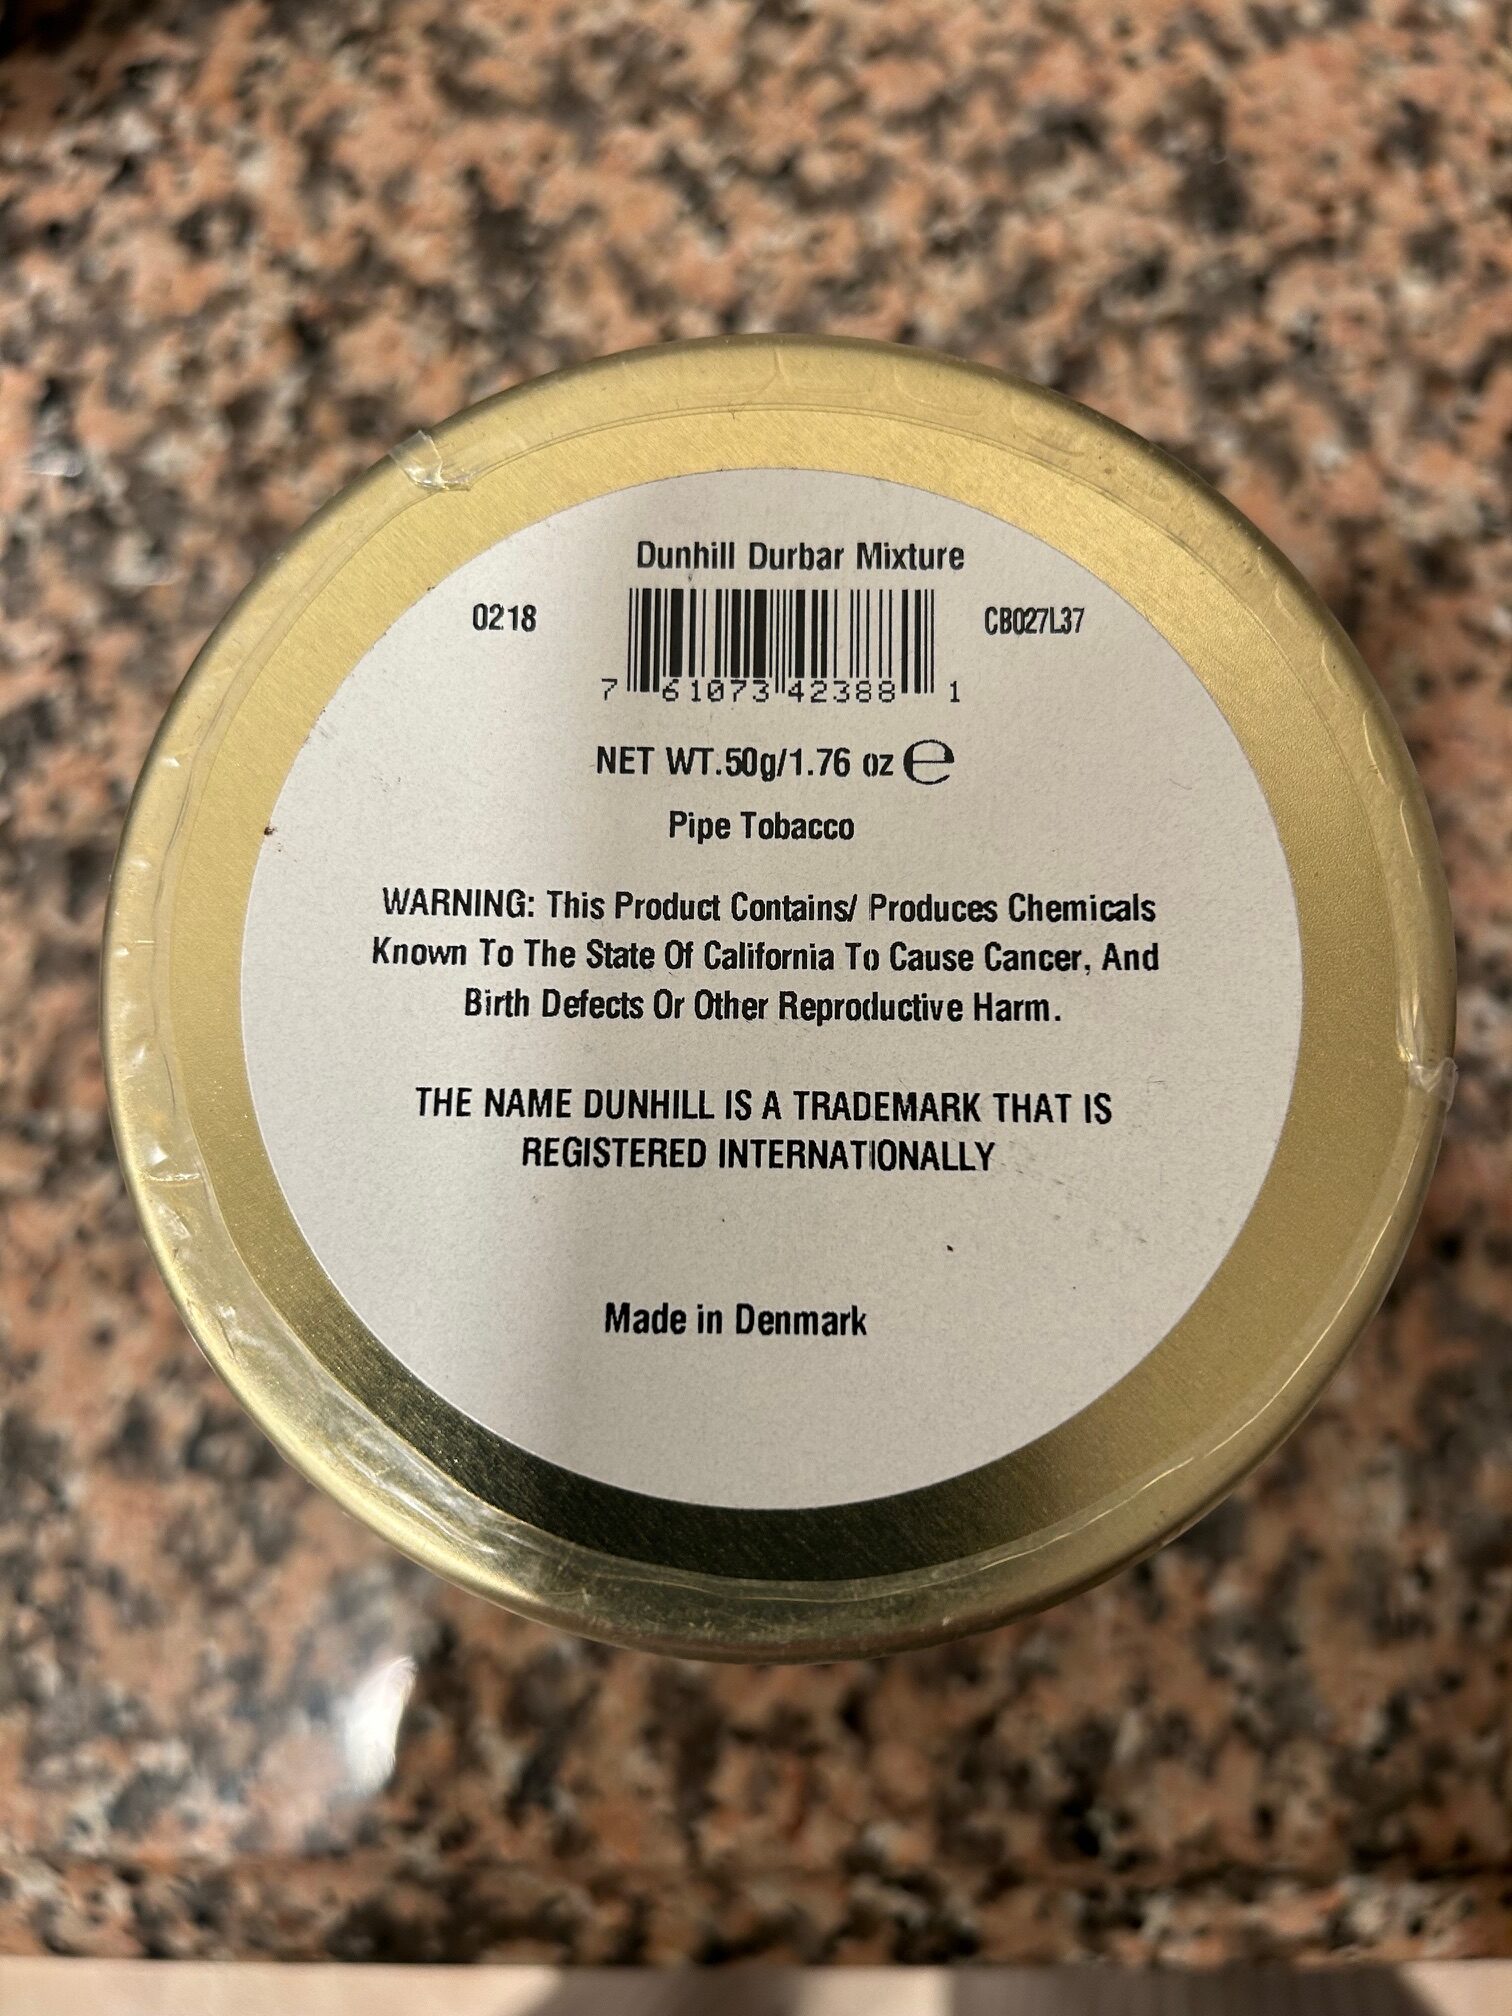 Dunhill Durbar Mixture
0218
CB027L37
7 61073 42388 1
NET WT.50g/1.76 oz ℮
Pipe Tobacco
WARNING: This Product Contains/ Produces Chemicals
Known To The State Of California To Cause Cancer, And
Birth Defects Or Other Reproductive Harm.
THE NAME DUNHILL IS A TRADEMARK THAT IS
REGISTERED INTERNATIONALLY
Made in Denmark